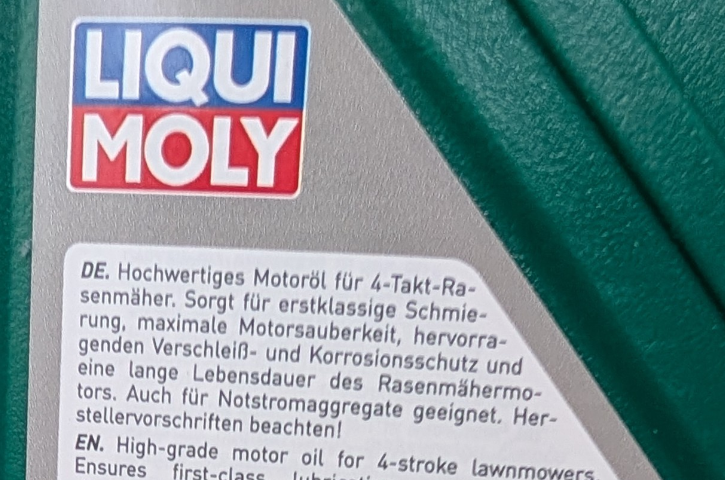 LIQUI
MOLY
DE. Hochwertiges Motoröl für 4-Takt-Ra-
senmäher. Sorgt für erstklassige Schmie-
rung, maximale Motorsauberkeit, hervorra-
genden Verschleiß- und Korrosionsschutz und
eine lange Lebensdauer des Rasenmähermo-
tors. Auch für Notstromaggregate geeignet. Her-
stellervorschriften beachten!
EN. High-grade motor oil for 4-stroke lawnmowers.
Ensures first-class